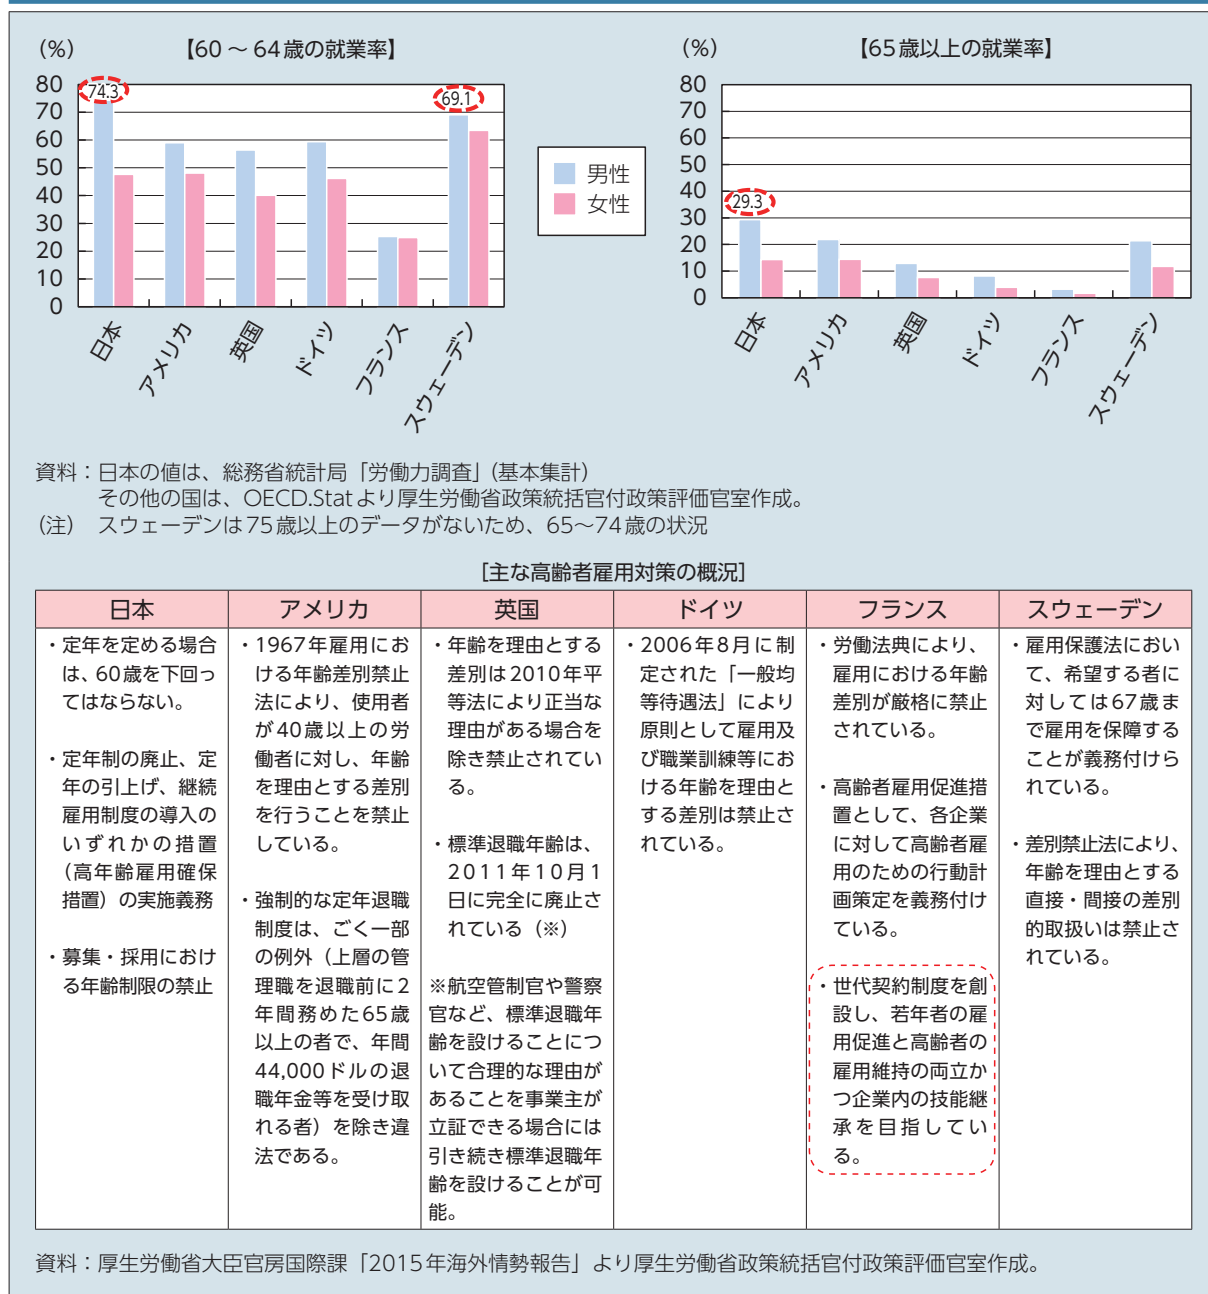 (%)
【60 ～ 64歳の就業率】
80
70
60
50
40
30
20
10
0
74.3
69.1
日本
アメリカ
英国
ドイツ
フランス
スウェーデン
男性
女性
(%)
【65歳以上の就業率】
80
70
60
50
40
30
20
10
0
29.3
日本
アメリカ
英国
ドイツ
フランス
スウェーデン
資料：日本の値は、総務省統計局「労働力調査」（基本集計）
その他の国は、OECD.Statより厚生労働省政策統括官付政策評価官室作成。
（注） スウェーデンは75歳以上のデータがないため、65～74歳の状況
[主な高齢者雇用対策の概況]
日本
・定年を定める場合
は、60歳を下回っ
てはならない。
・定年制の廃止、定
年の引上げ、継続
雇用制度の導入の
いずれかの措置
（高年齢雇用確保
措置）の実施義務
・募集・採用におけ
る年齢制限の禁止
アメリカ
・1967年雇用にお
ける年齢差別禁止
法により、使用者
が40歳以上の労
働者に対し、年齢
を理由とする差別
を行うことを禁止
している。
・強制的な定年退職
制度は、ごく一部
の例外（上層の管
理職を退職前に2
年間務めた65歳
以上の者で、年間
44,000ドルの退
職年金等を受け取
れる者）を除き違
法である。
英国
・年齢を理由とする
差別は2010年平
等法により正当な
理由がある場合を
除き禁止されてい
る。
・標準退職年齢は、
2011年10月1
日に完全に廃止さ
れている（※）
※航空管制官や警察
官など、標準退職年
齢を設けることにつ
いて合理的な理由が
あることを事業主が
立証できる場合には
引き続き標準退職年
齢を設けることが可
能。
ドイツ
・2006年8月に制
定された「一般均
等待遇法」により
原則として雇用及
び職業訓練等にお
ける年齢を理由と
する差別は禁止さ
れている。
フランス
・労働法典により、
雇用における年齢
差別が厳格に禁止
されている。
・高齢者雇用促進措
置として、各企業
に対して高齢者雇
用のための行動計
画策定を義務付け
ている。
・世代契約制度を創
設し、若年者の雇
用促進と高齢者の
雇用維持の両立か
つ企業内の技能継
承を目指してい
る。
スウェーデン
・雇用保護法におい
て、希望する者に
対しては67歳ま
で雇用を保障する
ことが義務付けら
れている。
・差別禁止法により、
年齢を理由とする
直接・間接の差別
的取扱いは禁止さ
れている。
資料：厚生労働省大臣官房国際課「2015年海外情勢報告」より厚生労働省政策統括官付政策評価官室作成。